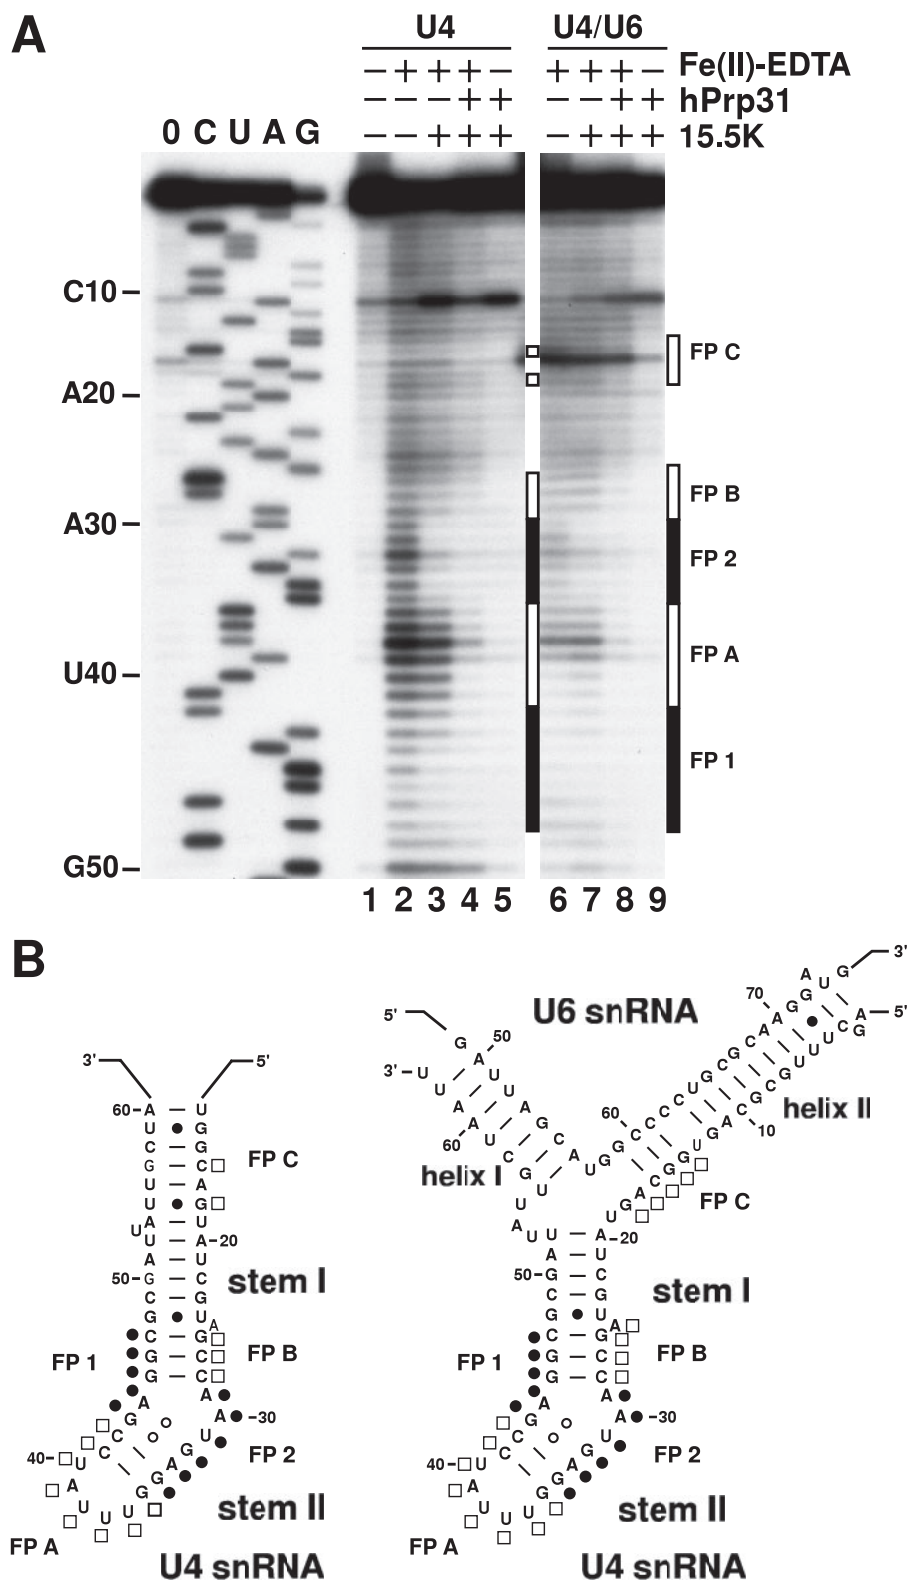 A
U4 U4/U6
− + + + − + + + − Fe(II)-EDTA
− − − + + − − + + hPrp31
0 C U A G − − + + + − + + + 15.5K
C10
FP C
A20
FP B
A30
FP 2
FP A
U40
FP 1
G50
1 2 3 4 5 6 7 8 9
B
3'
5'
60
A U
U G
C G
G C
U A
U G
A U
U
U A
20
A U
50
G C
C G
G U
A
C G
G C
G C
A A
G A
C U
C G
U A
40
A G
U G
U U
30
FP C
stem I
FP 1
FP B
FP 2
stem II
FP A
U4 snRNA
5'
3'
U6 snRNA
G A U U A G C A U G G C C C C U G C G C A A G G A U G
50
60
70
3'
5'
helix II
10
helix I
60
U U A A U C G U A U U A G C G C G G A G C C U A U U U G G A G U A A C C G U G C U A
50
40
30
20
FP C
stem I
FP 1
FP B
FP 2
stem II
FP A
U4 snRNA